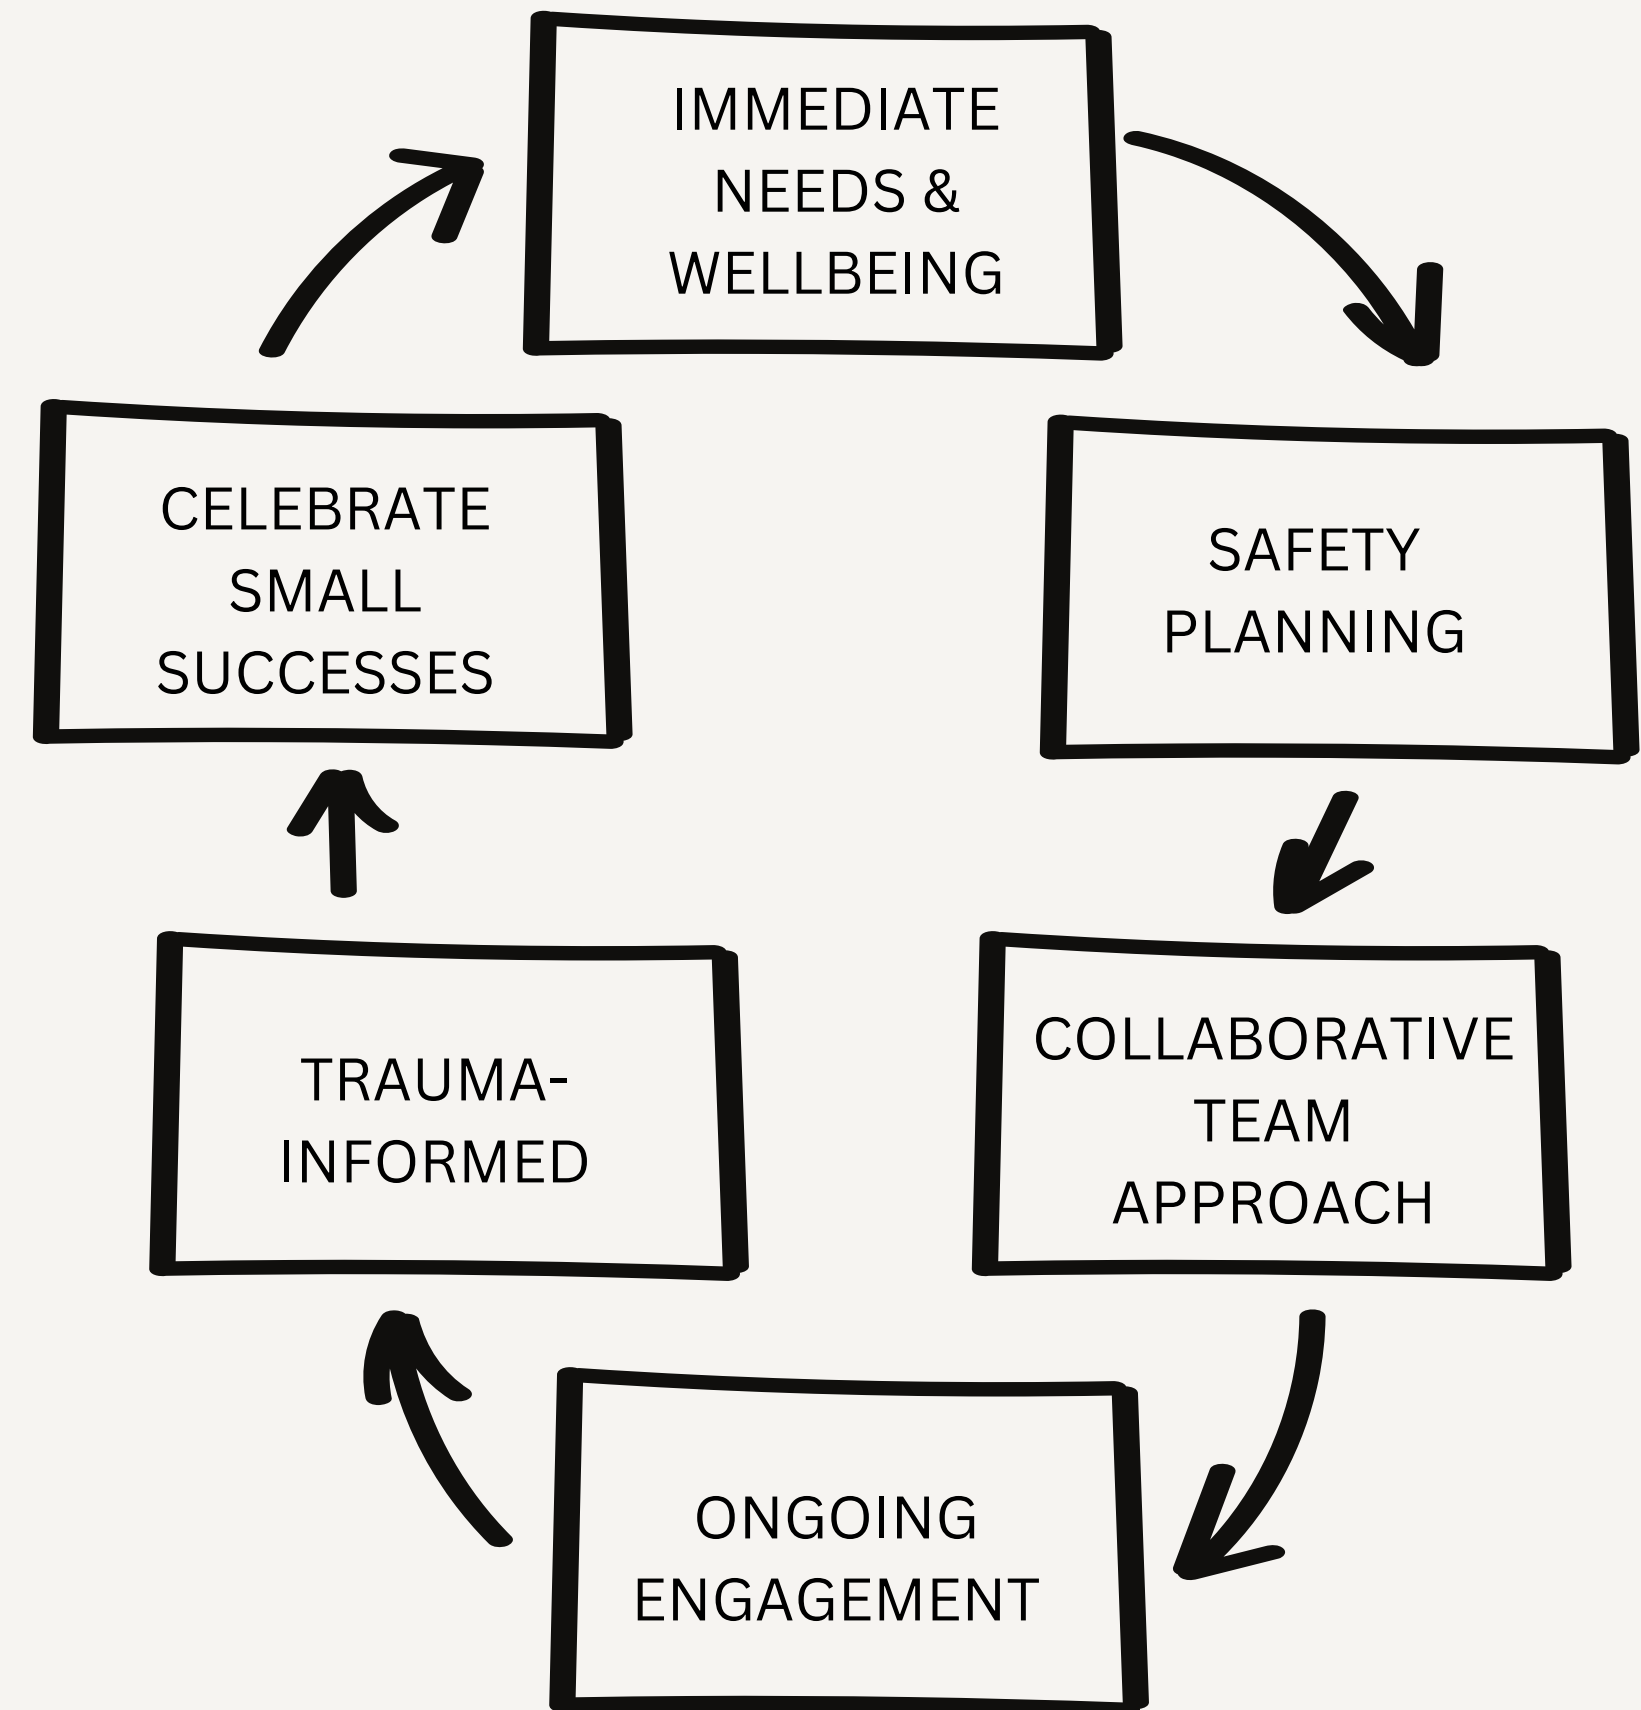 IMMEDIATE
NEEDS &
WELLBEING
SAFETY
PLANNING
COLLABORATIVE
TEAM
APPROACH
ONGOING
ENGAGEMENT
TRAUMA-
INFORMED
CELEBRATE
SMALL
SUCCESSES